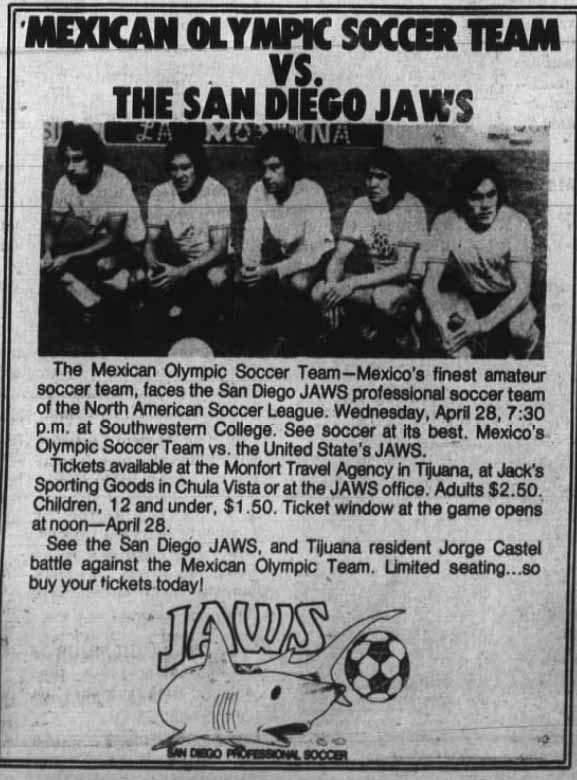 MEXICAN OLYMPIC SOCCER TEAM
VS.
THE SAN DIEGO JAWS
LA
The Mexican Olympic Soccer Team—Mexico's finest amateur
soccer team, faces the San Diego JAWS professional soccer team
of the North American Soccer League. Wednesday, April 28, 7:30
p.m. at Southwestern College. See soccer at its best. Mexico's
Olympic Soccer Team vs. the United State's JAWS.
Tickets available at the Monfort Travel Agency in Tijuana, at Jack's
Sporting Goods in Chula Vista or at the JAWS office. Adults $2.50.
Children, 12 and under, $1.50. Ticket window at the game opens
at noon—April 28.
See the San Diego JAWS, and Tijuana resident Jorge Castel
battle against the Mexican Olympic Team. Limited seating...so
buy your tickets today!
JAWS
SAN DIEGO PROFESSIONAL SOCCER